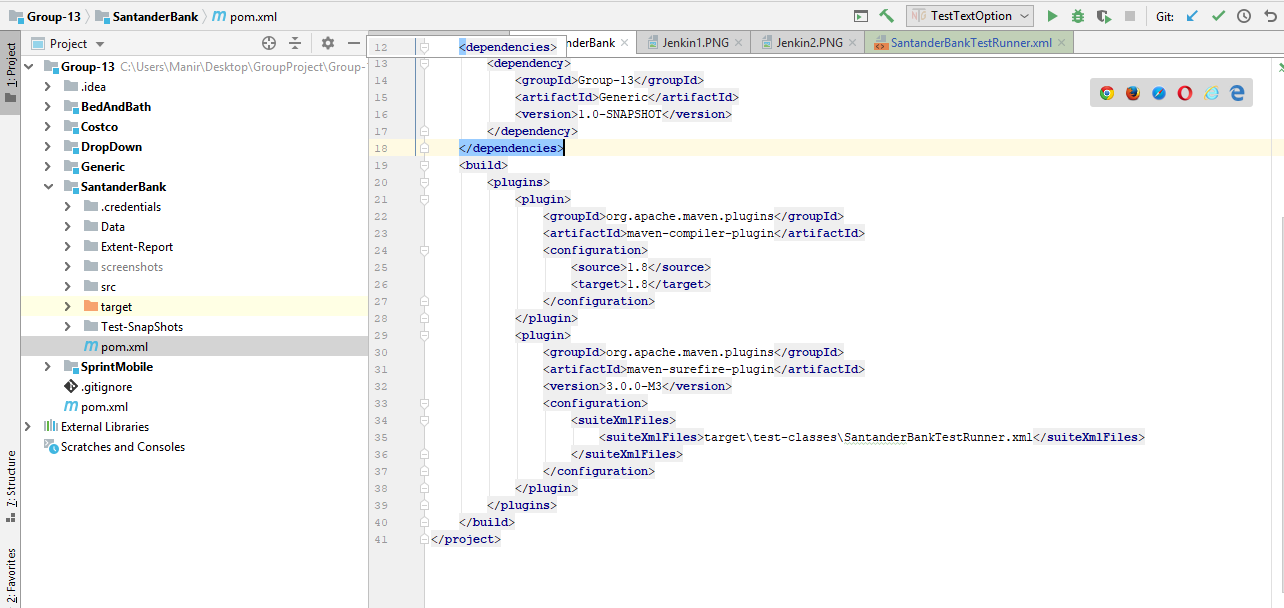 Group-13 SantanderBank pom.xml
TestTextOption
Git:
1: Project
Project
nderBank Jenkin1.PNG Jenkin2.PNG SantanderBankTestRunner.xml
Group-13 C:\Users\Manir\Desktop\GroupProject\Group-
.idea
BedAndBath
Costco
DropDown
Generic
SantanderBank
.credentials
Data
Extent-Report
screenshots
src
target
Test-SnapShots
pom.xml
SprintMobile
.gitignore
pom.xml
External Libraries
Scratches and Consoles
7: Structure
2: Favorites
12 <dependencies>
13 <dependency>
14 <groupId>Group-13</groupId>
15 <artifactId>Generic</artifactId>
16 <version>1.0-SNAPSHOT</version>
17 </dependency>
18 </dependencies>
19 <build>
20 <plugins>
21 <plugin>
22 <groupId>org.apache.maven.plugins</groupId>
23 <artifactId>maven-compiler-plugin</artifactId>
24 <configuration>
25 <source>1.8</source>
26 <target>1.8</target>
27 </configuration>
28 </plugin>
29 <plugin>
30 <groupId>org.apache.maven.plugins</groupId>
31 <artifactId>maven-surefire-plugin</artifactId>
32 <version>3.0.0-M3</version>
33 <configuration>
34 <suiteXmlFiles>
35 <suiteXmlFiles>target\test-classes\SantanderBankTestRunner.xml</suiteXmlFiles>
36 </suiteXmlFiles>
37 </configuration>
38 </plugin>
39 </plugins>
40 </build>
41 </project>